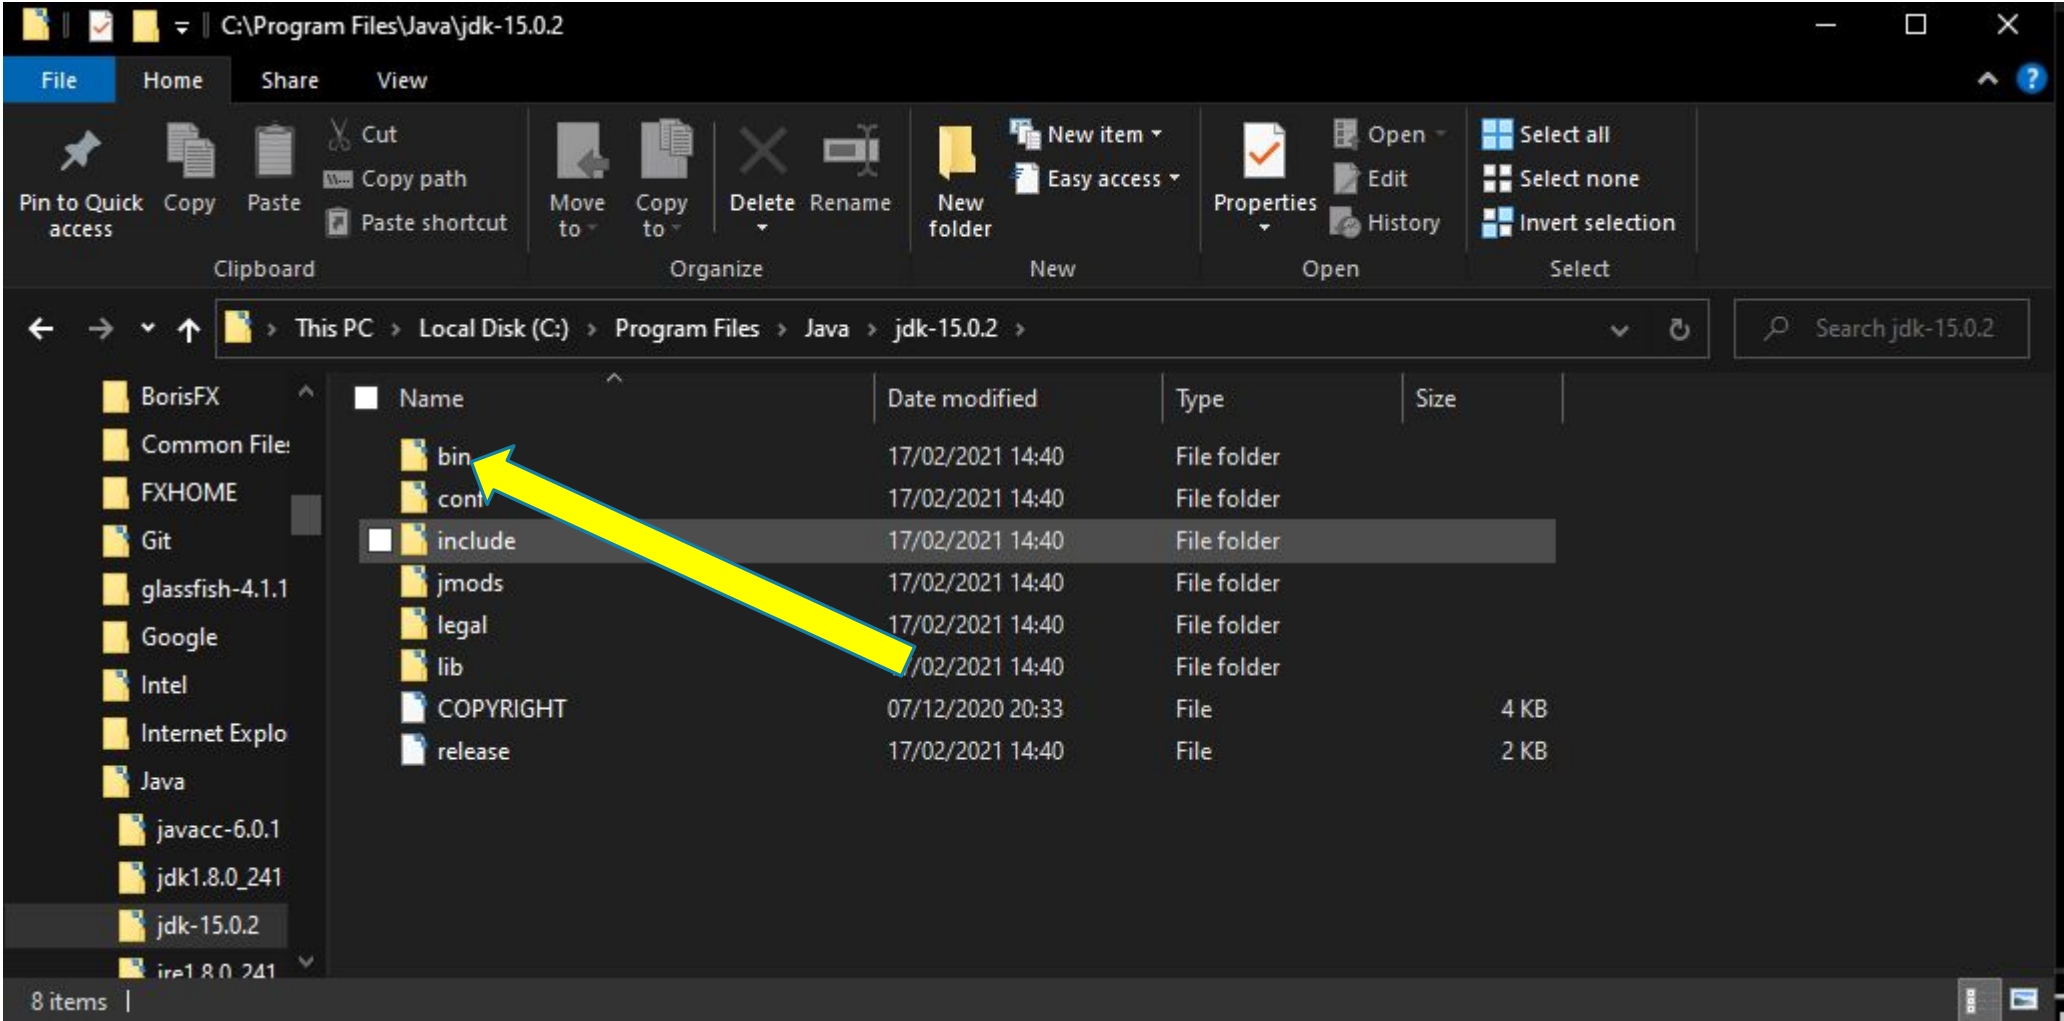 C:\Program Files\Java\jdk-15.0.2
File Home Share View
Pin to Quick access
Copy
Paste
Cut
Copy path
Paste shortcut
Clipboard
Move to
Copy to
Delete
Rename
Organize
New folder
New item
Easy access
New
Properties
Open
Edit
History
Open
Select all
Select none
Invert selection
Select
This PC > Local Disk (C:) > Program Files > Java > jdk-15.0.2 >
Search jdk-15.0.2
BorisFX
Common File
FXHOME
Git
glassfish-4.1.1
Google
Intel
Internet Explo
Java
javacc-6.0.1
jdk1.8.0_241
jdk-15.0.2
jre1.8.0_241
Name Date modified Type Size
bin 17/02/2021 14:40 File folder
conf 17/02/2021 14:40 File folder
include 17/02/2021 14:40 File folder
jmods 17/02/2021 14:40 File folder
legal 17/02/2021 14:40 File folder
lib /02/2021 14:40 File folder
COPYRIGHT 07/12/2020 20:33 File 4 KB
release 17/02/2021 14:40 File 2 KB
8 items